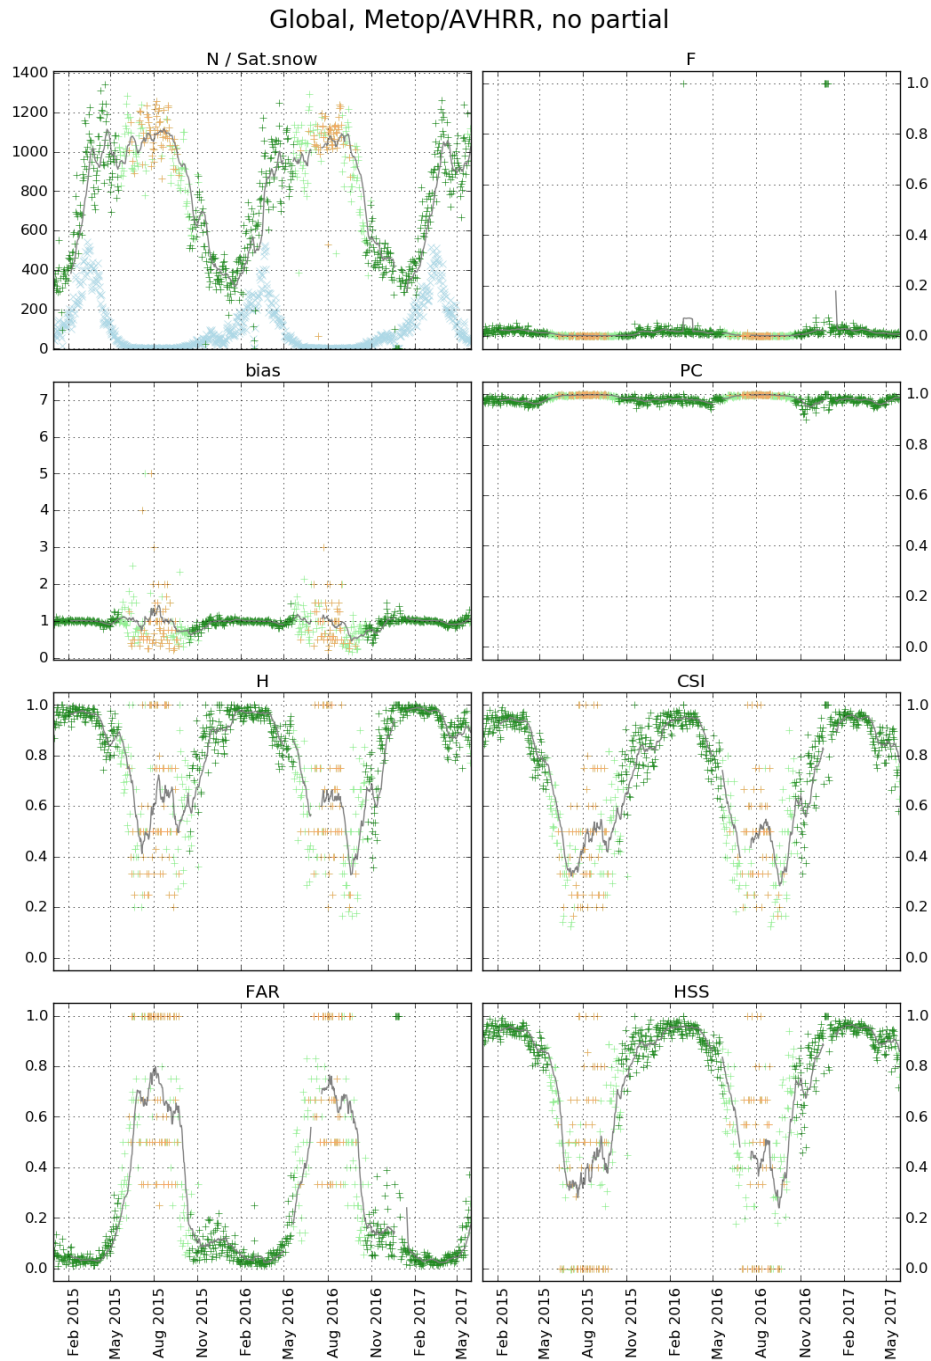 Global, Metop/AVHRR, no partial
N / Sat.snow
F
1400
1200
1000
800
600
400
200
0
1.0
0.8
0.6
0.4
0.2
0.0
bias
PC
7
6
5
4
3
2
1
0
1.0
0.8
0.6
0.4
0.2
0.0
H
CSI
1.0
0.8
0.6
0.4
0.2
0.0
1.0
0.8
0.6
0.4
0.2
0.0
FAR
HSS
1.0
0.8
0.6
0.4
0.2
0.0
1.0
0.8
0.6
0.4
0.2
0.0
Feb 2015
May 2015
Aug 2015
Nov 2015
Feb 2016
May 2016
Aug 2016
Nov 2016
Feb 2017
May 2017
Feb 2015
May 2015
Aug 2015
Nov 2015
Feb 2016
May 2016
Aug 2016
Nov 2016
Feb 2017
May 2017